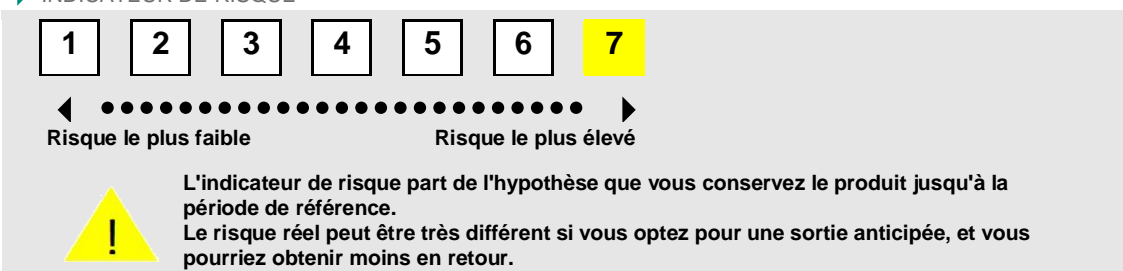 INDICATEUR DE RISQUE
1 2 3 4 5 6 7
Risque le plus faible Risque le plus élevé
L'indicateur de risque part de l'hypothèse que vous conservez le produit jusqu'à la
période de référence.
!
Le risque réel peut être très différent si vous optez pour une sortie anticipée, et vous
pourriez obtenir moins en retour.